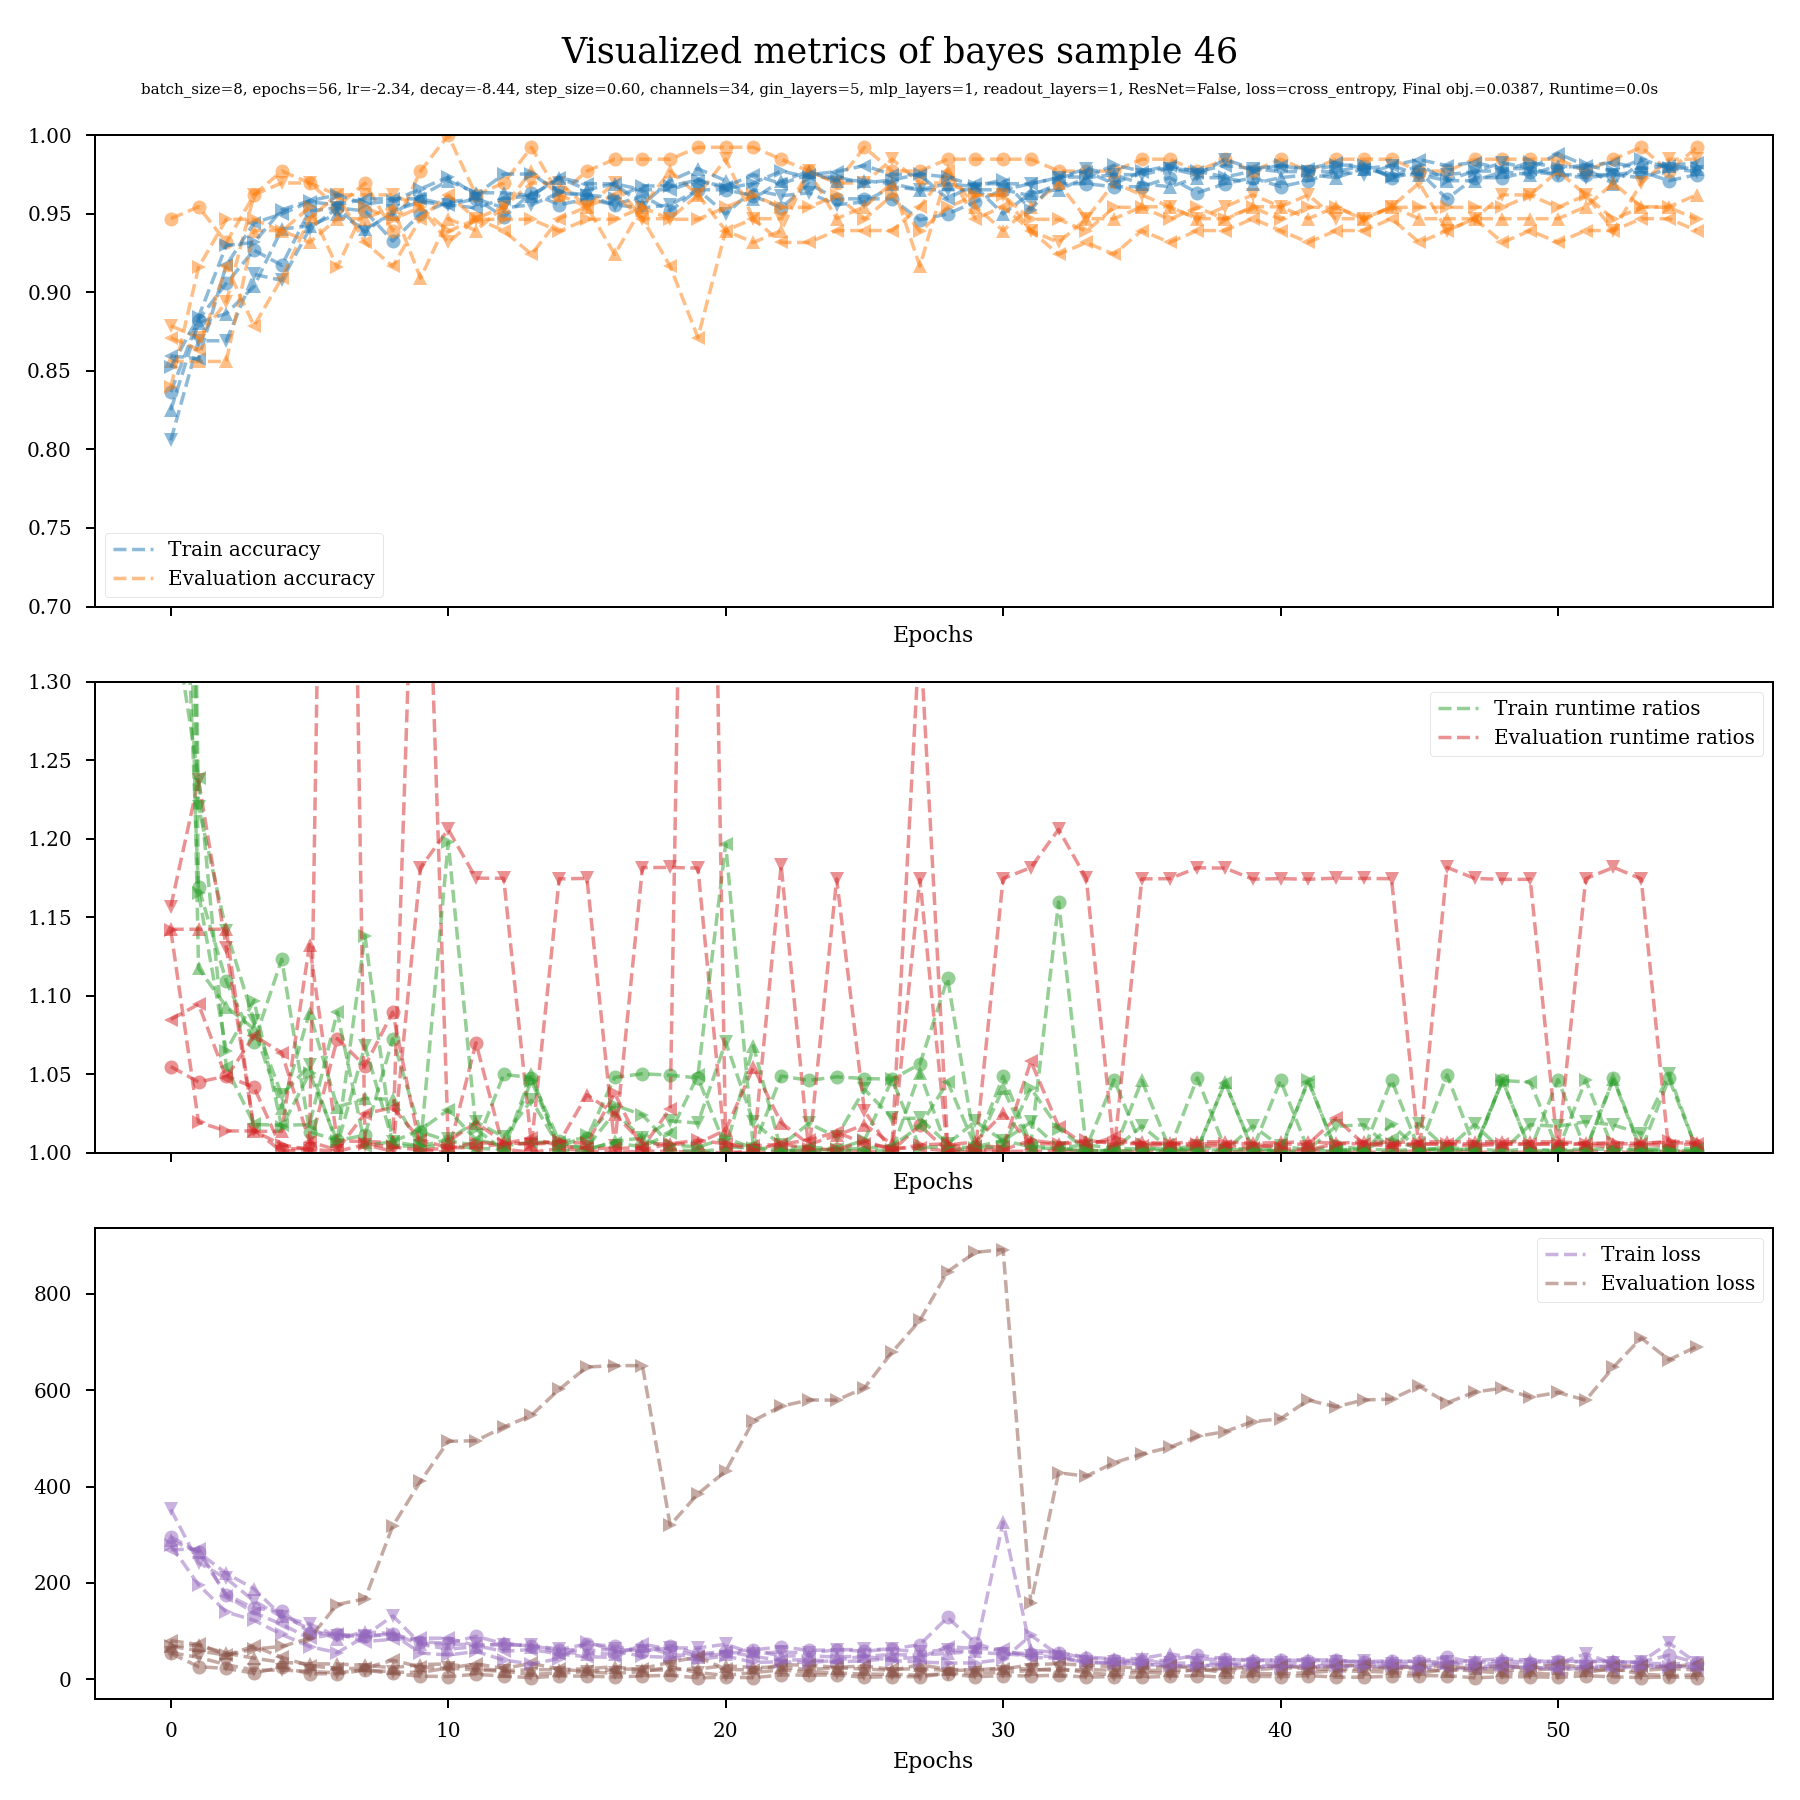 Visualized metrics of bayes sample 46
batch_size=8, epochs=56, lr=-2.34, decay=-8.44, step_size=0.60, channels=34, gin_layers=5, mlp_layers=1, readout_layers=1, ResNet=False, loss=cross_entropy, Final obj.=0.0387, Runtime=0.0s
1.00
0.95
0.90
0.85
0.80
0.75
0.70
Train accuracy
Evaluation accuracy
Epochs
1.30
1.25
1.20
1.15
1.10
1.05
1.00
Train runtime ratios
Evaluation runtime ratios
Epochs
800
600
400
200
0
Train loss
Evaluation loss
0 10 20 30 40 50
Epochs